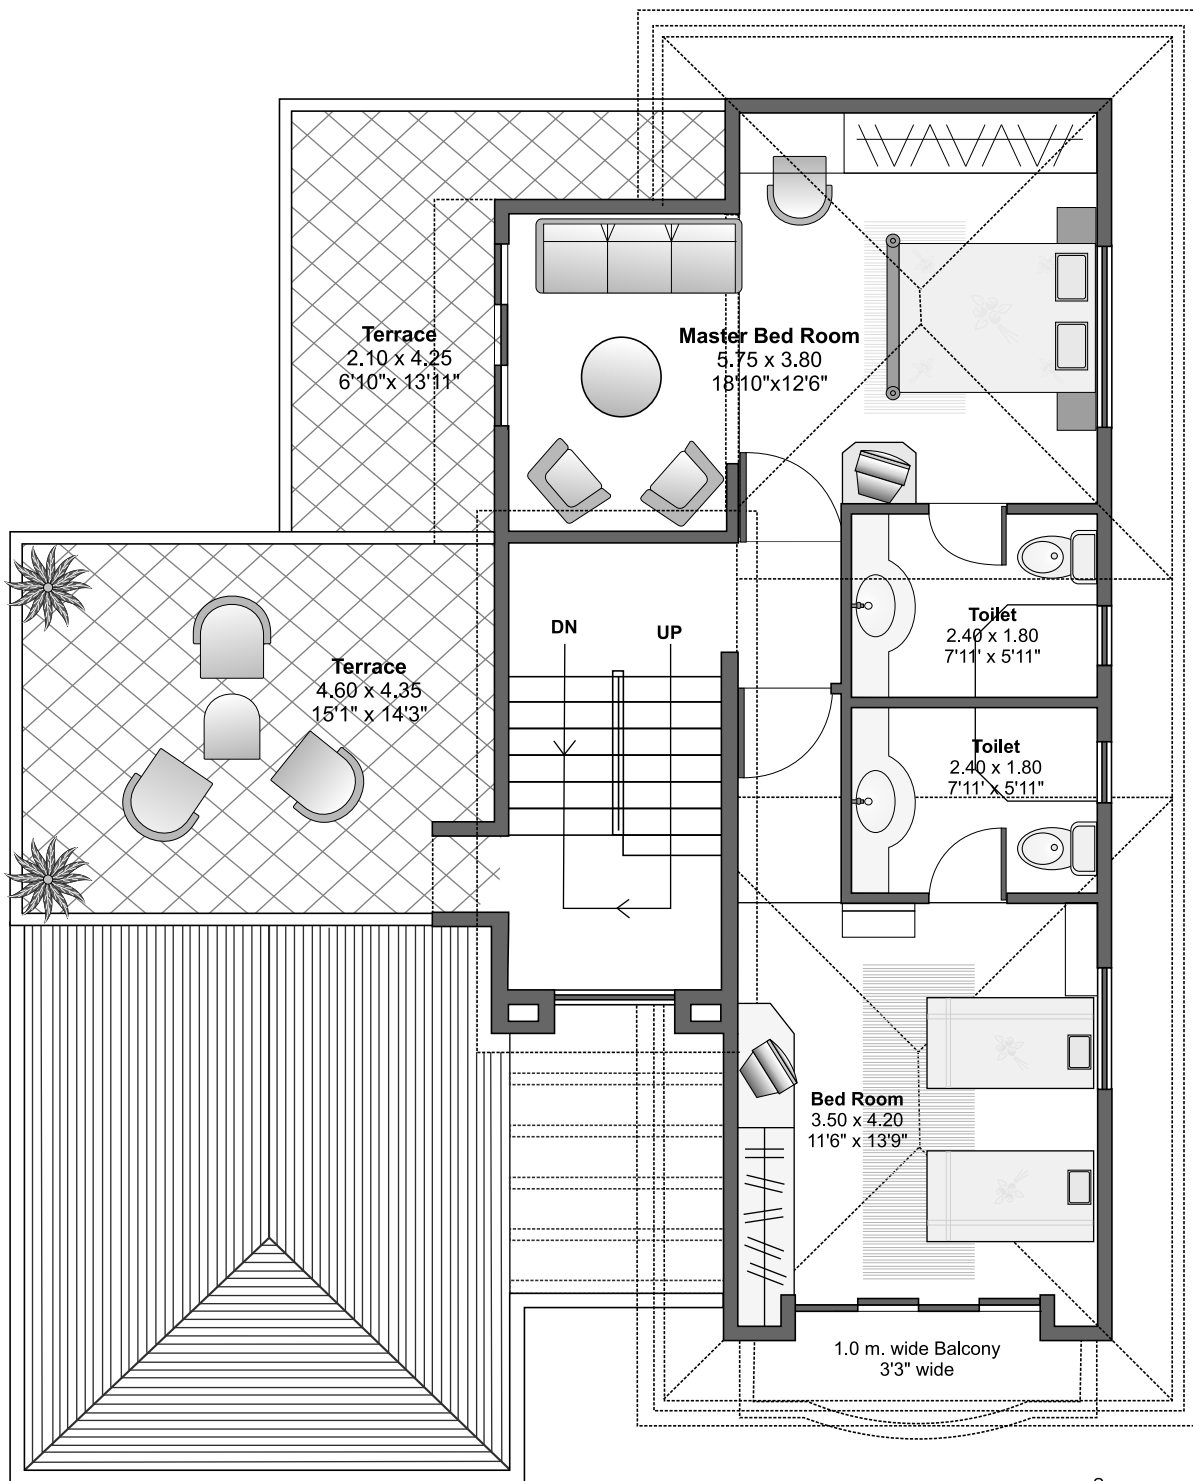 Terrace
2.10 x 4.25
6'10"x 13'11"
Master Bed Room
5.75 x 3.80
18'10"x12'6"
DN
UP
Toilet
2.40 x 1.80
7'11' x 5'11"
Terrace
4.60 x 4.35
15'1" x 14'3"
Toilet
2.40 x 1.80
7'11' x 5'11"
Bed Room
3.50 x 4.20
11'6" x 13'9"
1.0 m. wide Balcony
3'3" wide